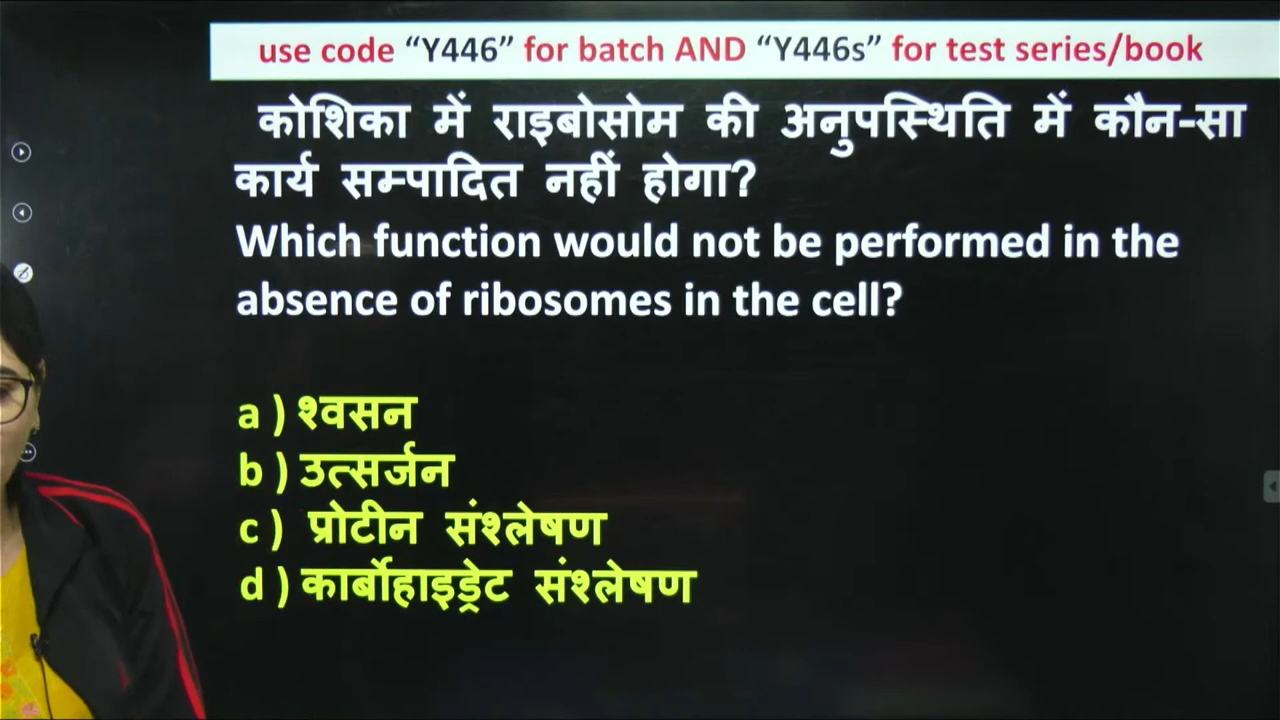 use code “Y446” for batch AND “Y446s” for test series/book
कोशिका में राइबोसोम की अनुपस्थिति में कौन-सा
कार्य सम्पादित नहीं होगा?
Which function would not be performed in the
absence of ribosomes in the cell?
a ) श्वसन
b ) उत्सर्जन
c ) प्रोटीन संश्लेषण
d ) कार्बोहाइड्रेट संश्लेषण